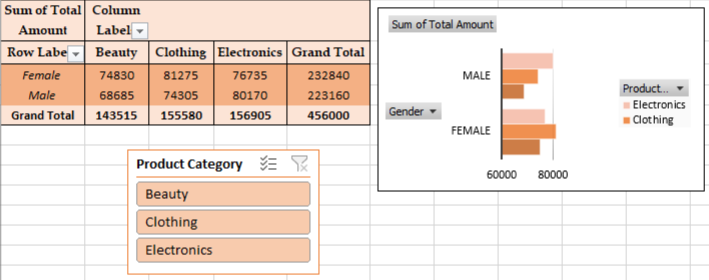 Sum of Total Amount Column Label
Row Labe Beauty Clothing Electronics Grand Total
Female 74830 81275 76735 232840
Male 68685 74305 80170 223160
Grand Total 143515 155580 156905 456000
Product Category
Beauty
Clothing
Electronics
Sum of Total Amount
MALE
Gender
FEMALE
60000 80000
Product...
Electronics
Clothing